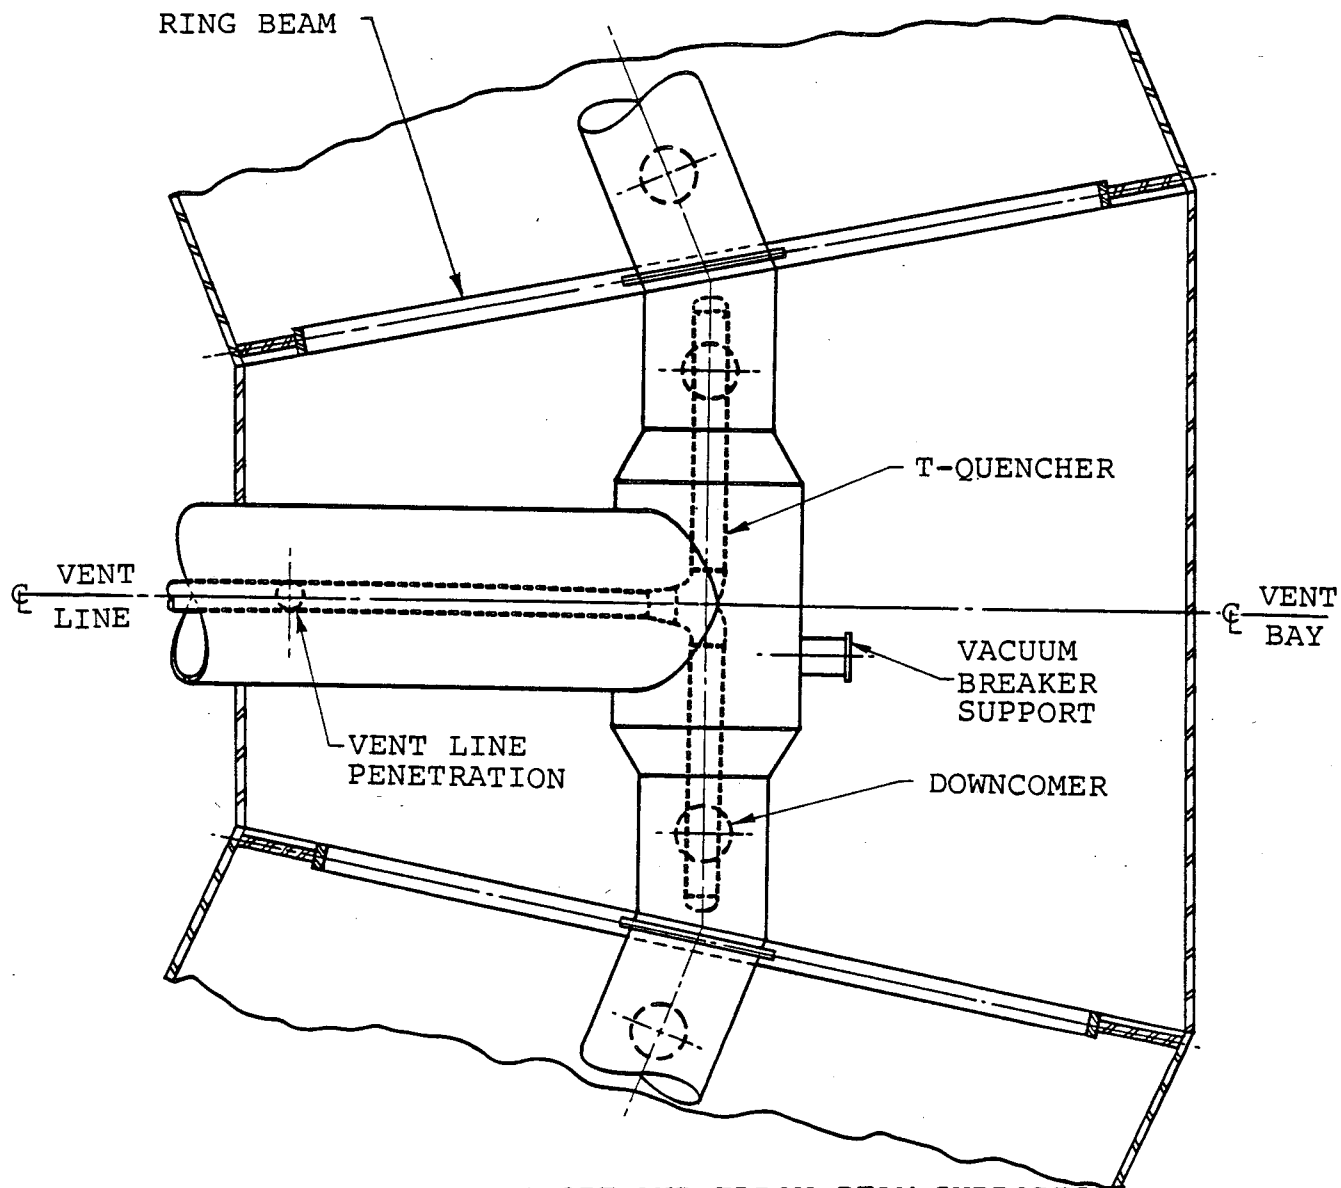 RING BEAM
T-QUENCHER
℄ VENT
LINE
℄ VENT
BAY
VACUUM
BREAKER
SUPPORT
VENT LINE
PENETRATION
DOWNCOMER